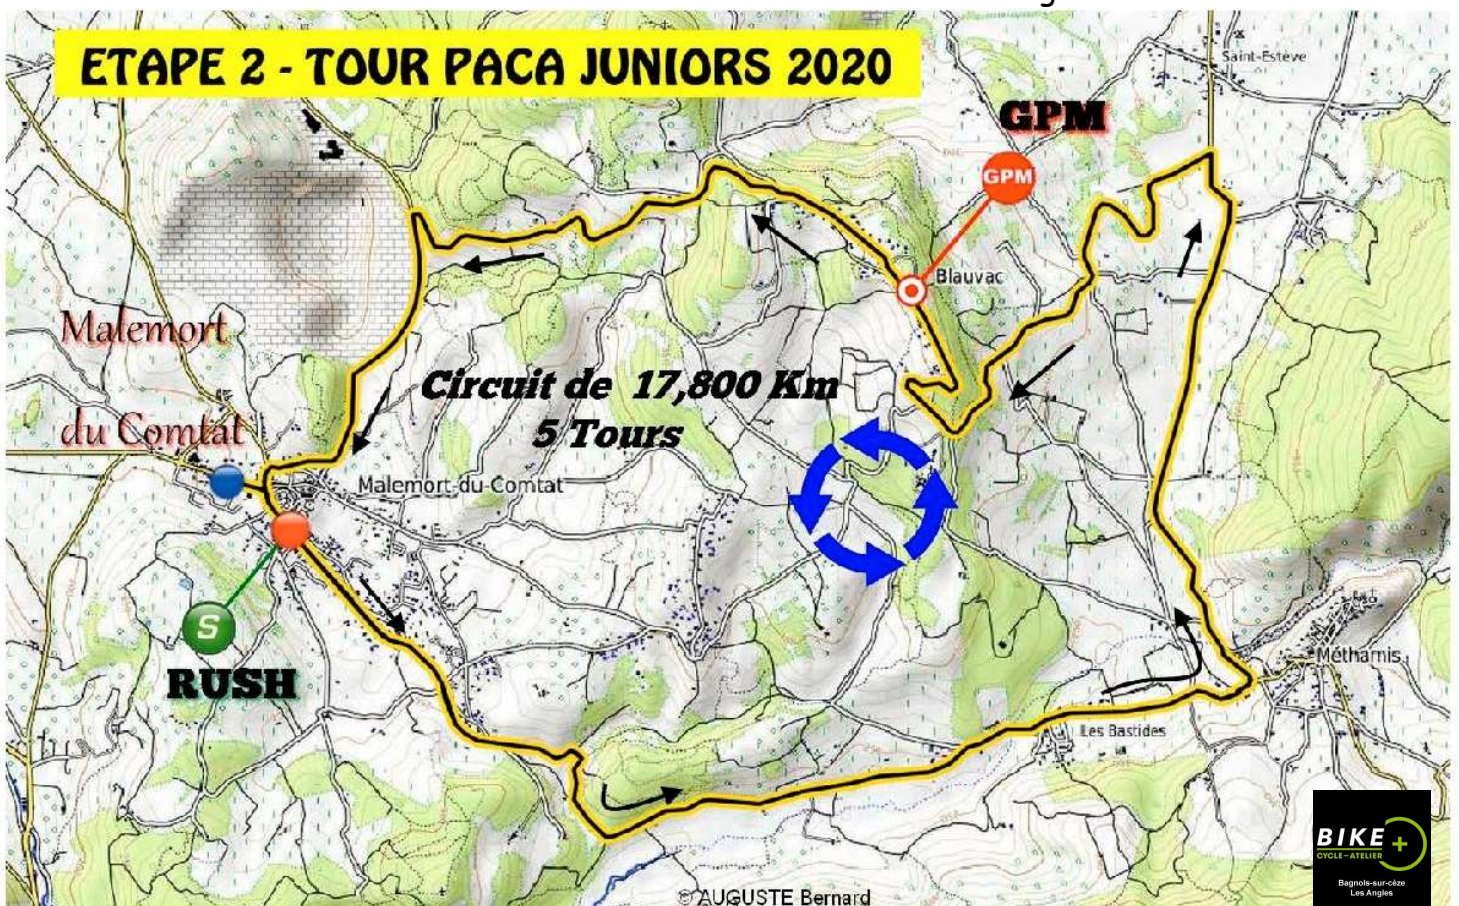 ETAPE 2 - TOUR PACA JUNIORS 2020
Saint-Estève
GPM
GPM
Blauvac
Malemort
du Comtat
Circuit de 17,800 Km
5 Tours
Malemort-du-Comtat
S
RUSH
Méthamis
Les Bastides
BIKE +
CYCLE-ATELIER
Bagnols-sur-cèze
Les Angles
© AUGUSTE Bernard